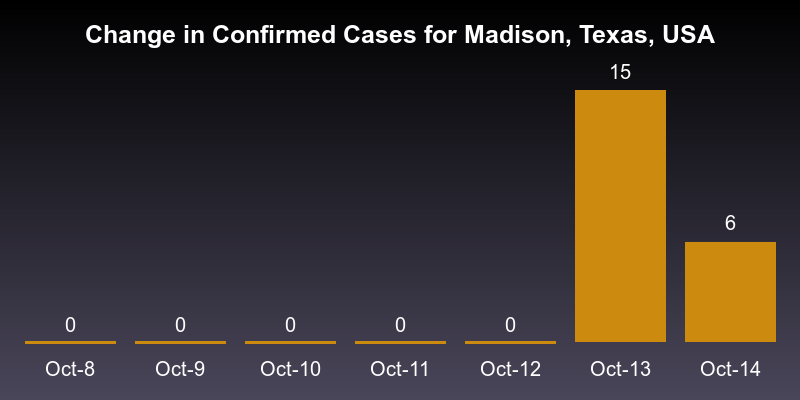 Change in Confirmed Cases for Madison, Texas, USA
15
6
0 0 0 0 0
Oct-8 Oct-9 Oct-10 Oct-11 Oct-12 Oct-13 Oct-14